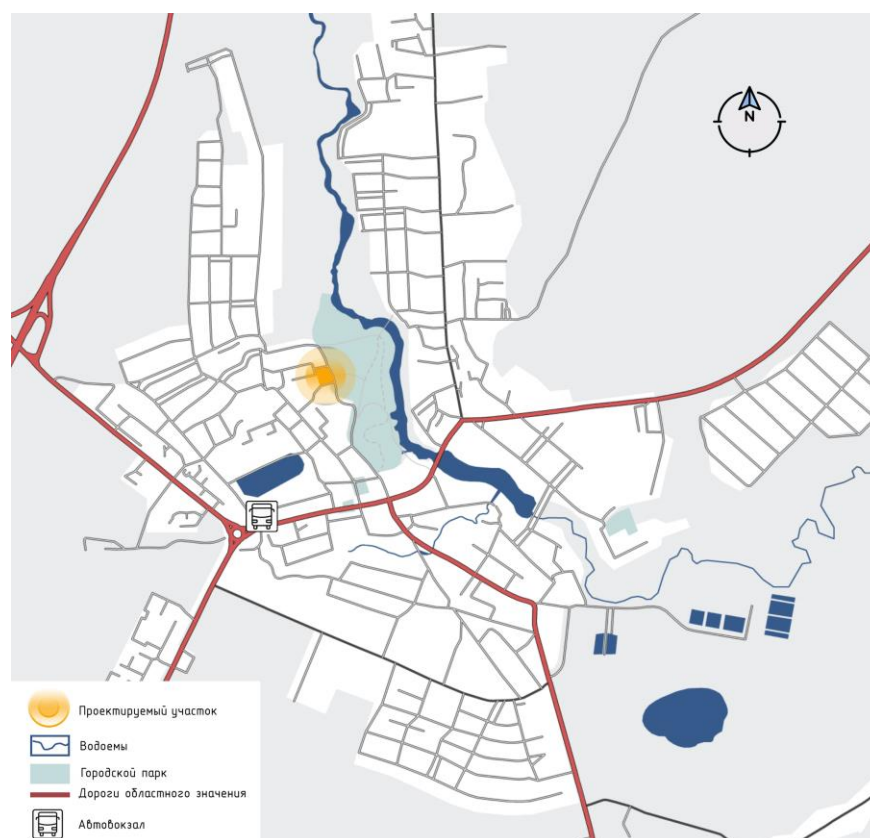 N
Проектируемый участок
Водоемы
Городской парк
Дороги областного значения
Автовокзал